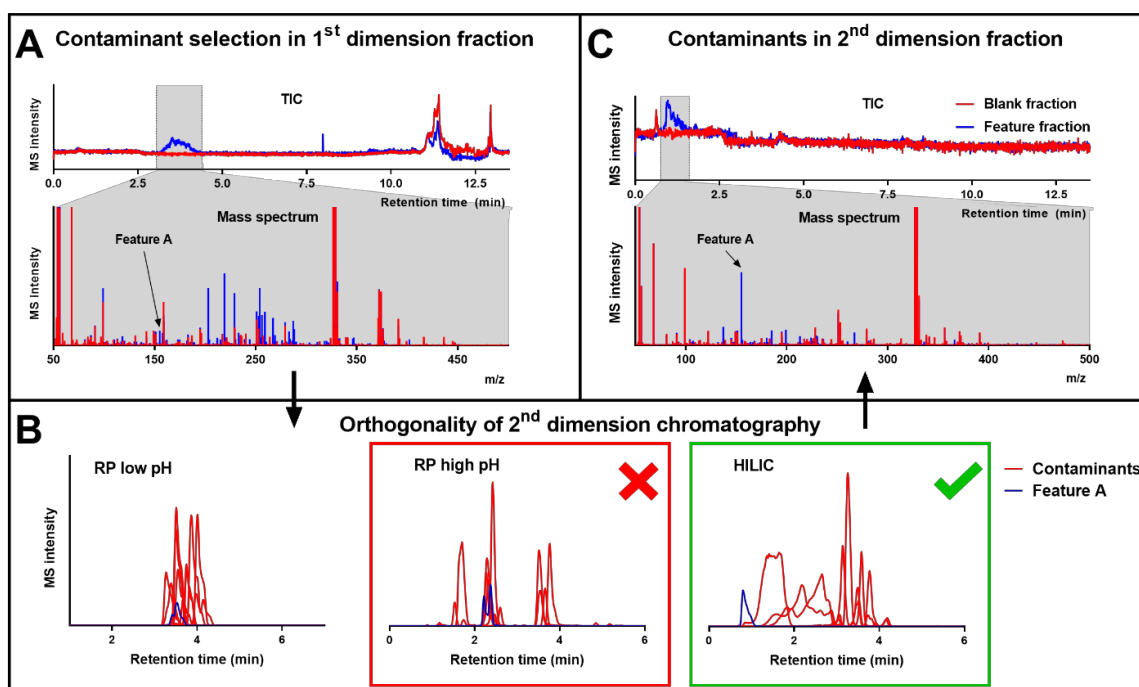 A
Contaminant selection in 1st dimension fraction
MS intensity
TIC
0.0 2.5 5.0 7.5 10.0 12.5
Retention time (min)
Mass spectrum
Feature A
MS intensity
50 150 250 350 450
m/z
C
Contaminants in 2nd dimension fraction
MS intensity
TIC
Blank fraction
Feature fraction
0.0 2.5 5.0 7.5 10.0 12.5
Mass spectrum
Retention time (min)
Feature A
MS intensity
100 200 300 400 500
m/z
B
Orthogonality of 2nd dimension chromatography
RP low pH
MS intensity
2 4 6
Retention time (min)
RP high pH
0 2 4 6
Retention time (min)
HILIC
0 2 4 6
Retention time (min)
Contaminants
Feature A